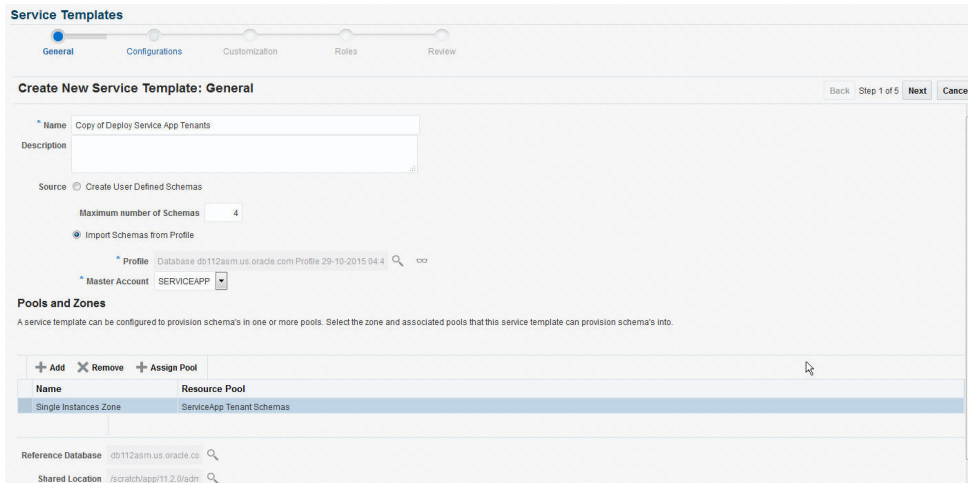 Service Templates
General Configurations Customization Roles Review
Create New Service Template: General
Back Step 1 of 5 Next Cance
* Name Copy of Deploy Service App Tenants
Description
Source Create User Defined Schemas
Maximum number of Schemas 4
Import Schemas from Profile
* Profile Database db112asm.us.oracle.com Profile 29-10-2015 04:4
* Master Account SERVICEAPP
Pools and Zones
A service template can be configured to provision schema's in one or more pools. Select the zone and associated pools that this service template can provision schema's into.
Add Remove Assign Pool
Name Resource Pool
Single Instances Zone ServiceApp Tenant Schemas
Reference Database db112asm.us.oracle.co
Shared Location /scratch/app/11.2.0/adm